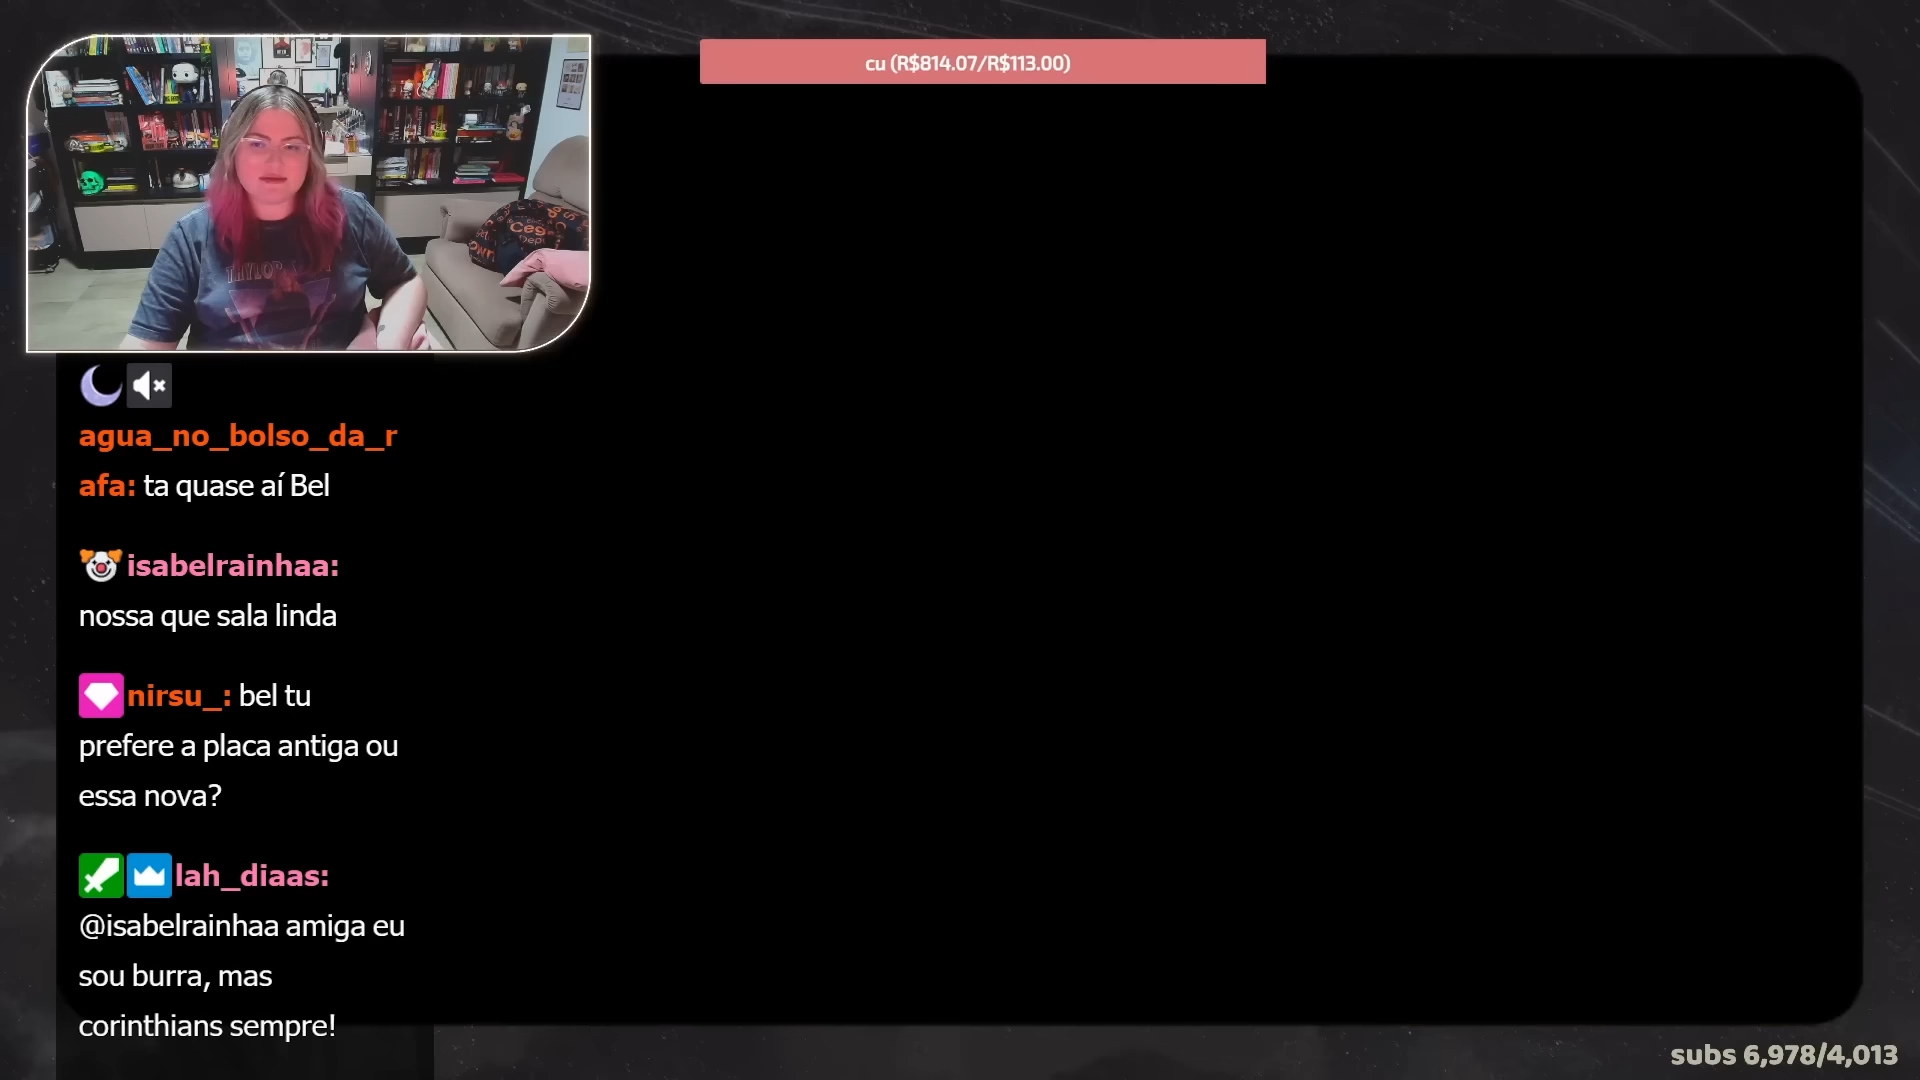 cu (R$814.07/R$113.00)
TAYLOR
agua_no_bolso_da_r
afa: ta quase aí Bel
isabelrainhaa:
nossa que sala linda
nirsu_: bel tu
prefere a placa antiga ou
essa nova?
lah_diaas:
@isabelrainhaa amiga eu
sou burra, mas
corinthians sempre!
subs 6,978/4,013